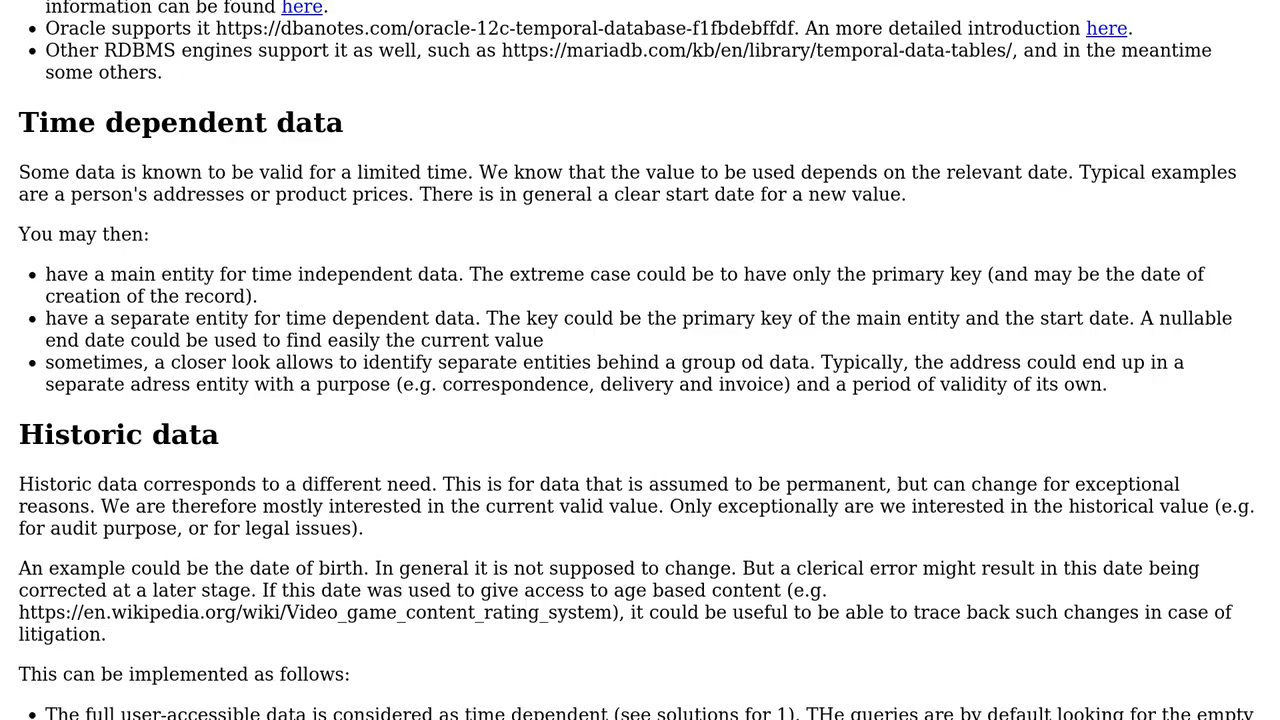 information can be found here.
• Oracle supports it https://dbanotes.com/oracle-12c-temporal-database-f1fbdebffdf. An more detailed introduction here.
• Other RDBMS engines support it as well, such as https://mariadb.com/kb/en/library/temporal-data-tables/, and in the meantime
some others.
Time dependent data
Some data is known to be valid for a limited time. We know that the value to be used depends on the relevant date. Typical examples
are a person's addresses or product prices. There is in general a clear start date for a new value.
You may then:
• have a main entity for time independent data. The extreme case could be to have only the primary key (and may be the date of
creation of the record).
• have a separate entity for time dependent data. The key could be the primary key of the main entity and the start date. A nullable
end date could be used to find easily the current value
• sometimes, a closer look allows to identify separate entities behind a group od data. Typically, the address could end up in a
separate adress entity with a purpose (e.g. correspondence, delivery and invoice) and a period of validity of its own.
Historic data
Historic data corresponds to a different need. This is for data that is assumed to be permanent, but can change for exceptional
reasons. We are therefore mostly interested in the current valid value. Only exceptionally are we interested in the historical value (e.g.
for audit purpose, or for legal issues).
An example could be the date of birth. In general it is not supposed to change. But a clerical error might result in this date being
corrected at a later stage. If this date was used to give access to age based content (e.g.
https://en.wikipedia.org/wiki/Video_game_content_rating_system), it could be useful to be able to trace back such changes in case of
litigation.
This can be implemented as follows:
• The full user-accessible data is considered as time dependent (see solutions for 1). THe queries are by default looking for the empty